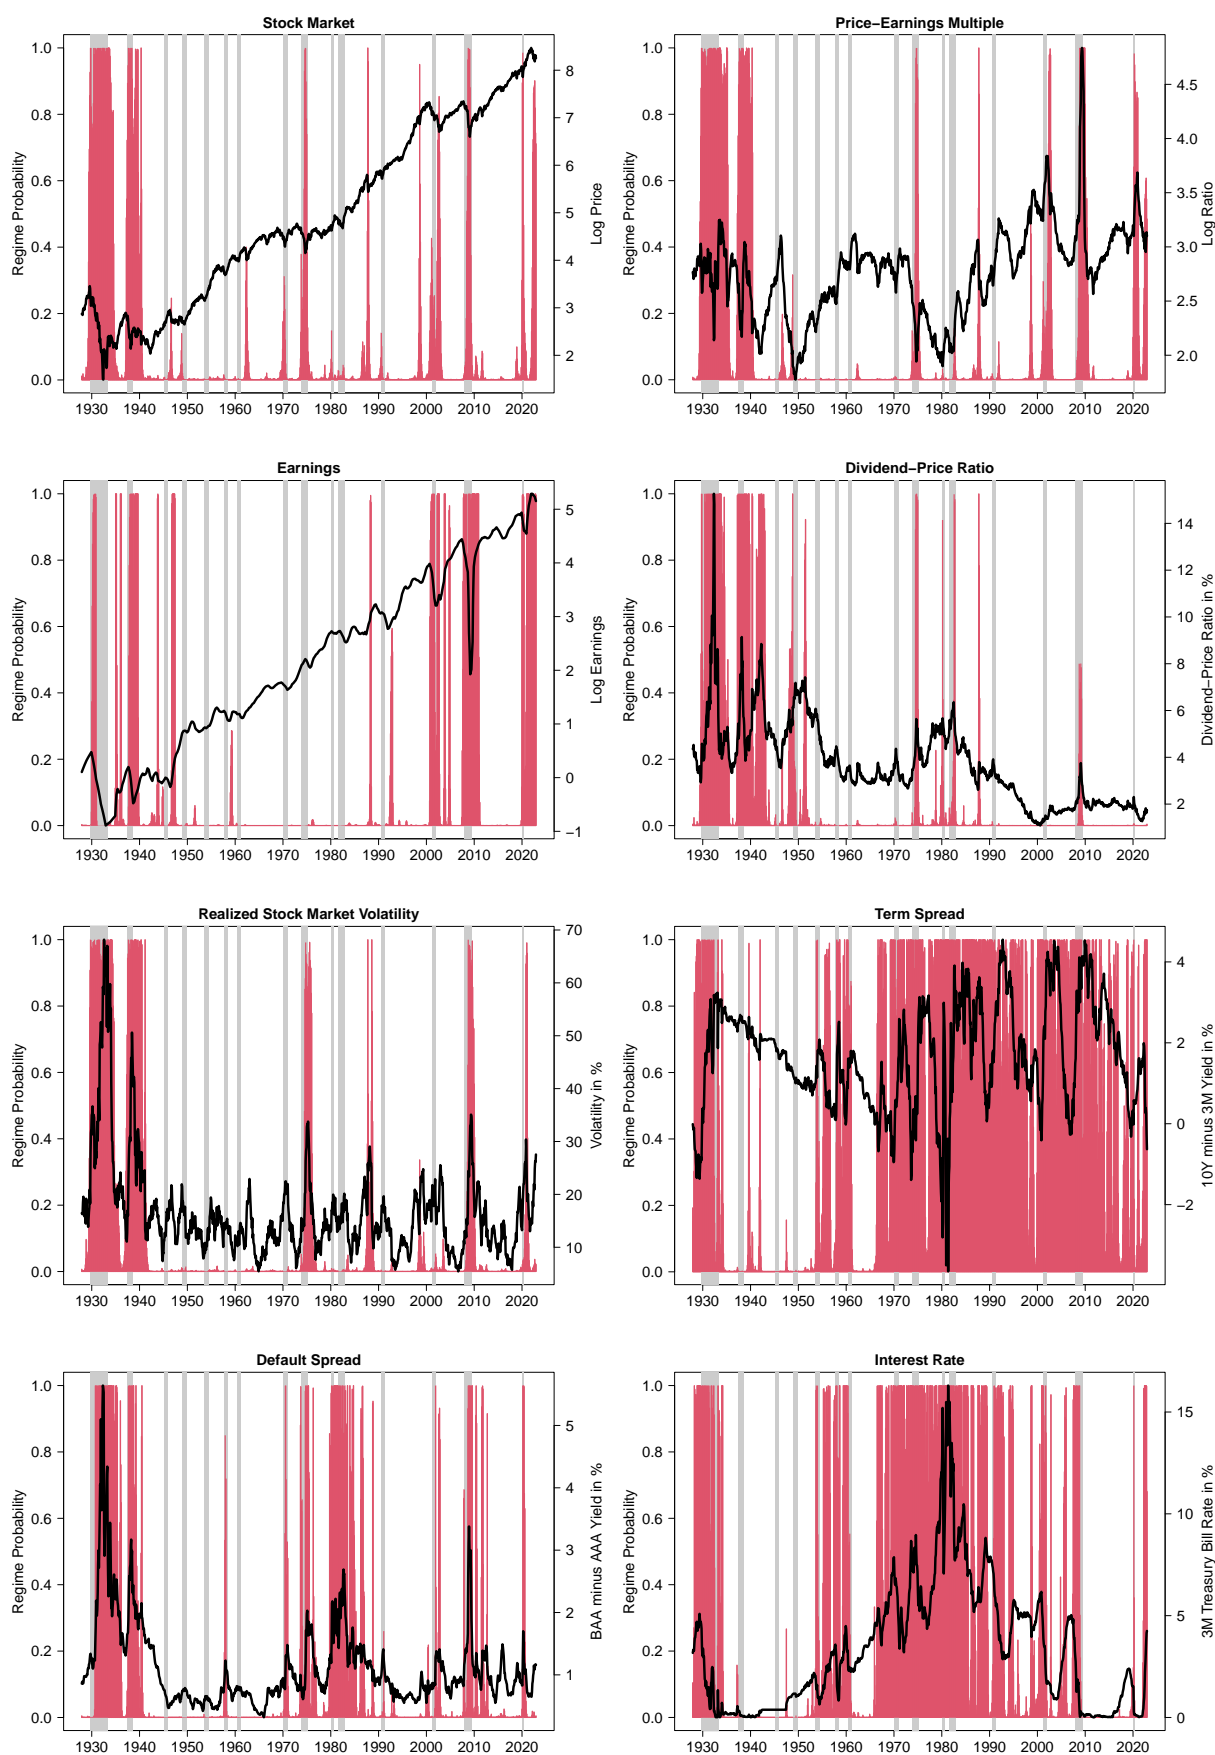 Stock Market
Regime Probability
1.0
0.8
0.6
0.4
0.2
0.0
8
7
6
5
4
3
2
Log Price
1930 1940 1950 1960 1970 1980 1990 2000 2010 2020
Price−Earnings Multiple
Regime Probability
1.0
0.8
0.6
0.4
0.2
0.0
4.5
4.0
3.5
3.0
2.5
2.0
Log Ratio
1930 1940 1950 1960 1970 1980 1990 2000 2010 2020
Earnings
Regime Probability
1.0
0.8
0.6
0.4
0.2
0.0
5
4
3
2
1
0
−1
Log Earnings
1930 1940 1950 1960 1970 1980 1990 2000 2010 2020
Dividend−Price Ratio
Regime Probability
1.0
0.8
0.6
0.4
0.2
0.0
14
12
10
8
6
4
2
Dividend−Price Ratio in %
1930 1940 1950 1960 1970 1980 1990 2000 2010 2020
Realized Stock Market Volatility
Regime Probability
1.0
0.8
0.6
0.4
0.2
0.0
70
60
50
40
30
20
10
Volatility in %
1930 1940 1950 1960 1970 1980 1990 2000 2010 2020
Term Spread
Regime Probability
1.0
0.8
0.6
0.4
0.2
0.0
4
2
0
−2
10Y minus 3M Yield in %
1930 1940 1950 1960 1970 1980 1990 2000 2010 2020
Default Spread
Regime Probability
1.0
0.8
0.6
0.4
0.2
0.0
5
4
3
2
1
BAA minus AAA Yield in %
1930 1940 1950 1960 1970 1980 1990 2000 2010 2020
Interest Rate
Regime Probability
1.0
0.8
0.6
0.4
0.2
0.0
15
10
5
0
3M Treasury Bill Rate in %
1930 1940 1950 1960 1970 1980 1990 2000 2010 2020